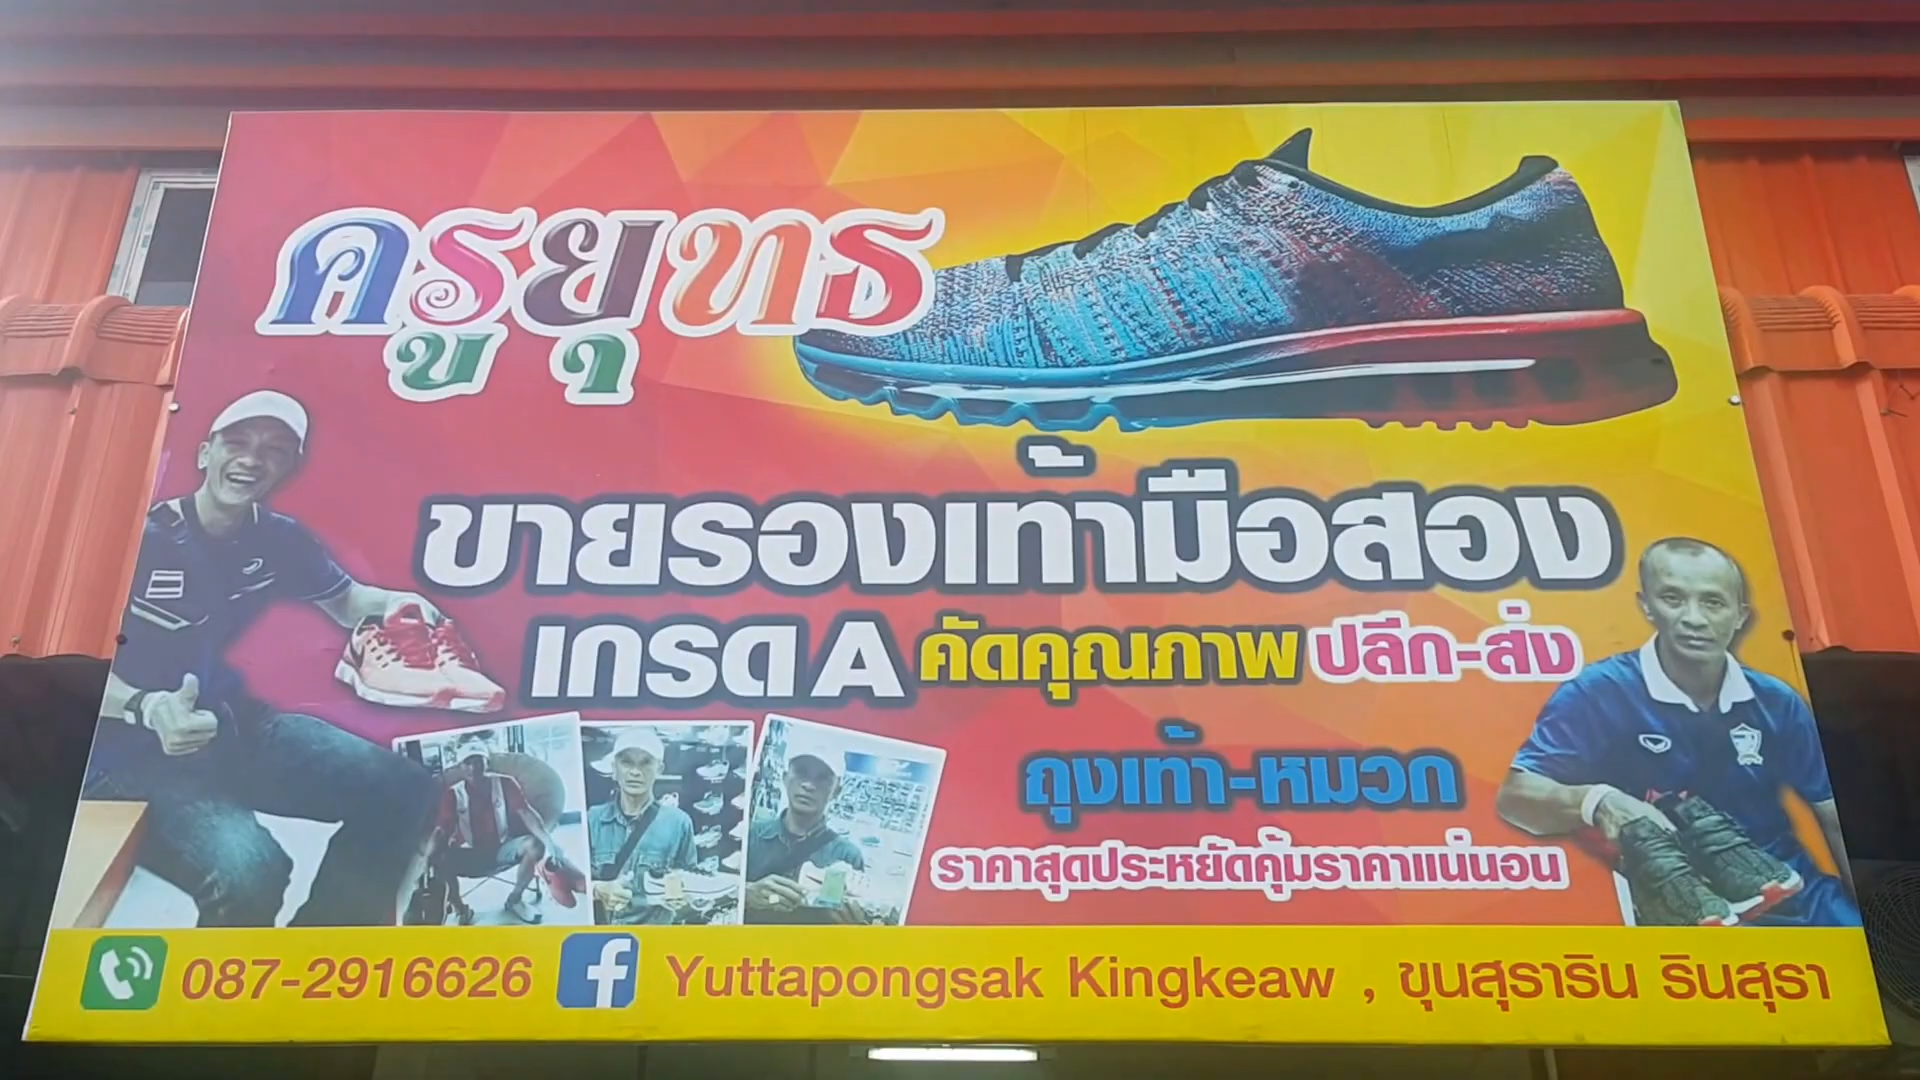 ครูยุทธ
ขายรองเท้ามือสอง
เกรด A คัดคุณภาพ ปลีก-ส่ง
ถุงเท้า-หมวก
ราคาสุดประหยัดคุ้มราคาแน่นอน
087-2916626 Yuttapongsak Kingkeaw , ขุนสุราริน รินสุรา